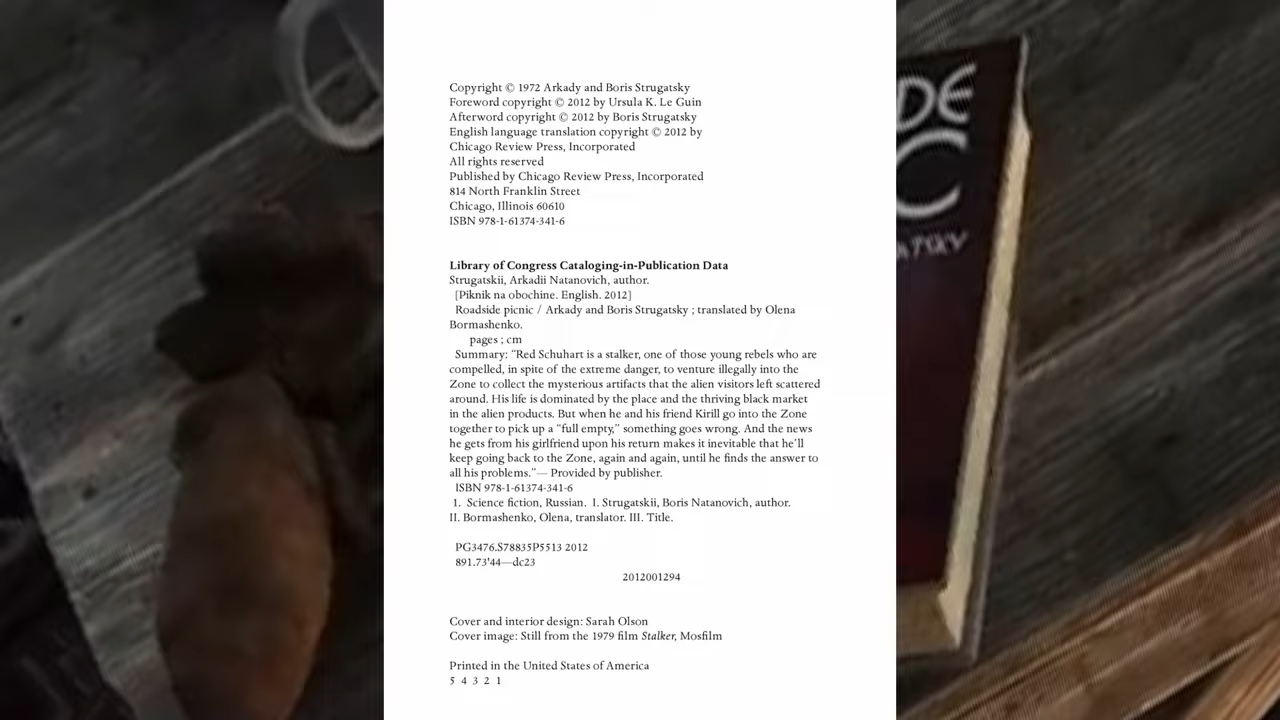 Copyright © 1972 Arkady and Boris Strugatsky
Foreword copyright © 2012 by Ursula K. Le Guin
Afterword copyright © 2012 by Boris Strugatsky
English language translation copyright © 2012 by
Chicago Review Press, Incorporated
All rights reserved
Published by Chicago Review Press, Incorporated
814 North Franklin Street
Chicago, Illinois 60610
ISBN 978-1-61374-341-6
Library of Congress Cataloging-in-Publication Data
Strugatskii, Arkadii Natanovich, author.
[Piknik na obochine. English. 2012]
Roadside picnic / Arkady and Boris Strugatsky ; translated by Olena
Bormashenko.
pages ; cm
Summary: “Red Schuhart is a stalker, one of those young rebels who are
compelled, in spite of the extreme danger, to venture illegally into the
Zone to collect the mysterious artifacts that the alien visitors left scattered
around. His life is dominated by the place and the thriving black market
in the alien products. But when he and his friend Kirill go into the Zone
together to pick up a “full empty,” something goes wrong. And the news
he gets from his girlfriend upon his return makes it inevitable that he’ll
keep going back to the Zone, again and again, until he finds the answer to
all his problems.”— Provided by publisher.
ISBN 978-1-61374-341-6
1. Science fiction, Russian. I. Strugatskii, Boris Natanovich, author.
II. Bormashenko, Olena, translator. III. Title.
PG3476.S78835P5513 2012
891.73'44—dc23
2012001294
Cover and interior design: Sarah Olson
Cover image: Still from the 1979 film Stalker, Mosfilm
Printed in the United States of America
5 4 3 2 1
DE
C